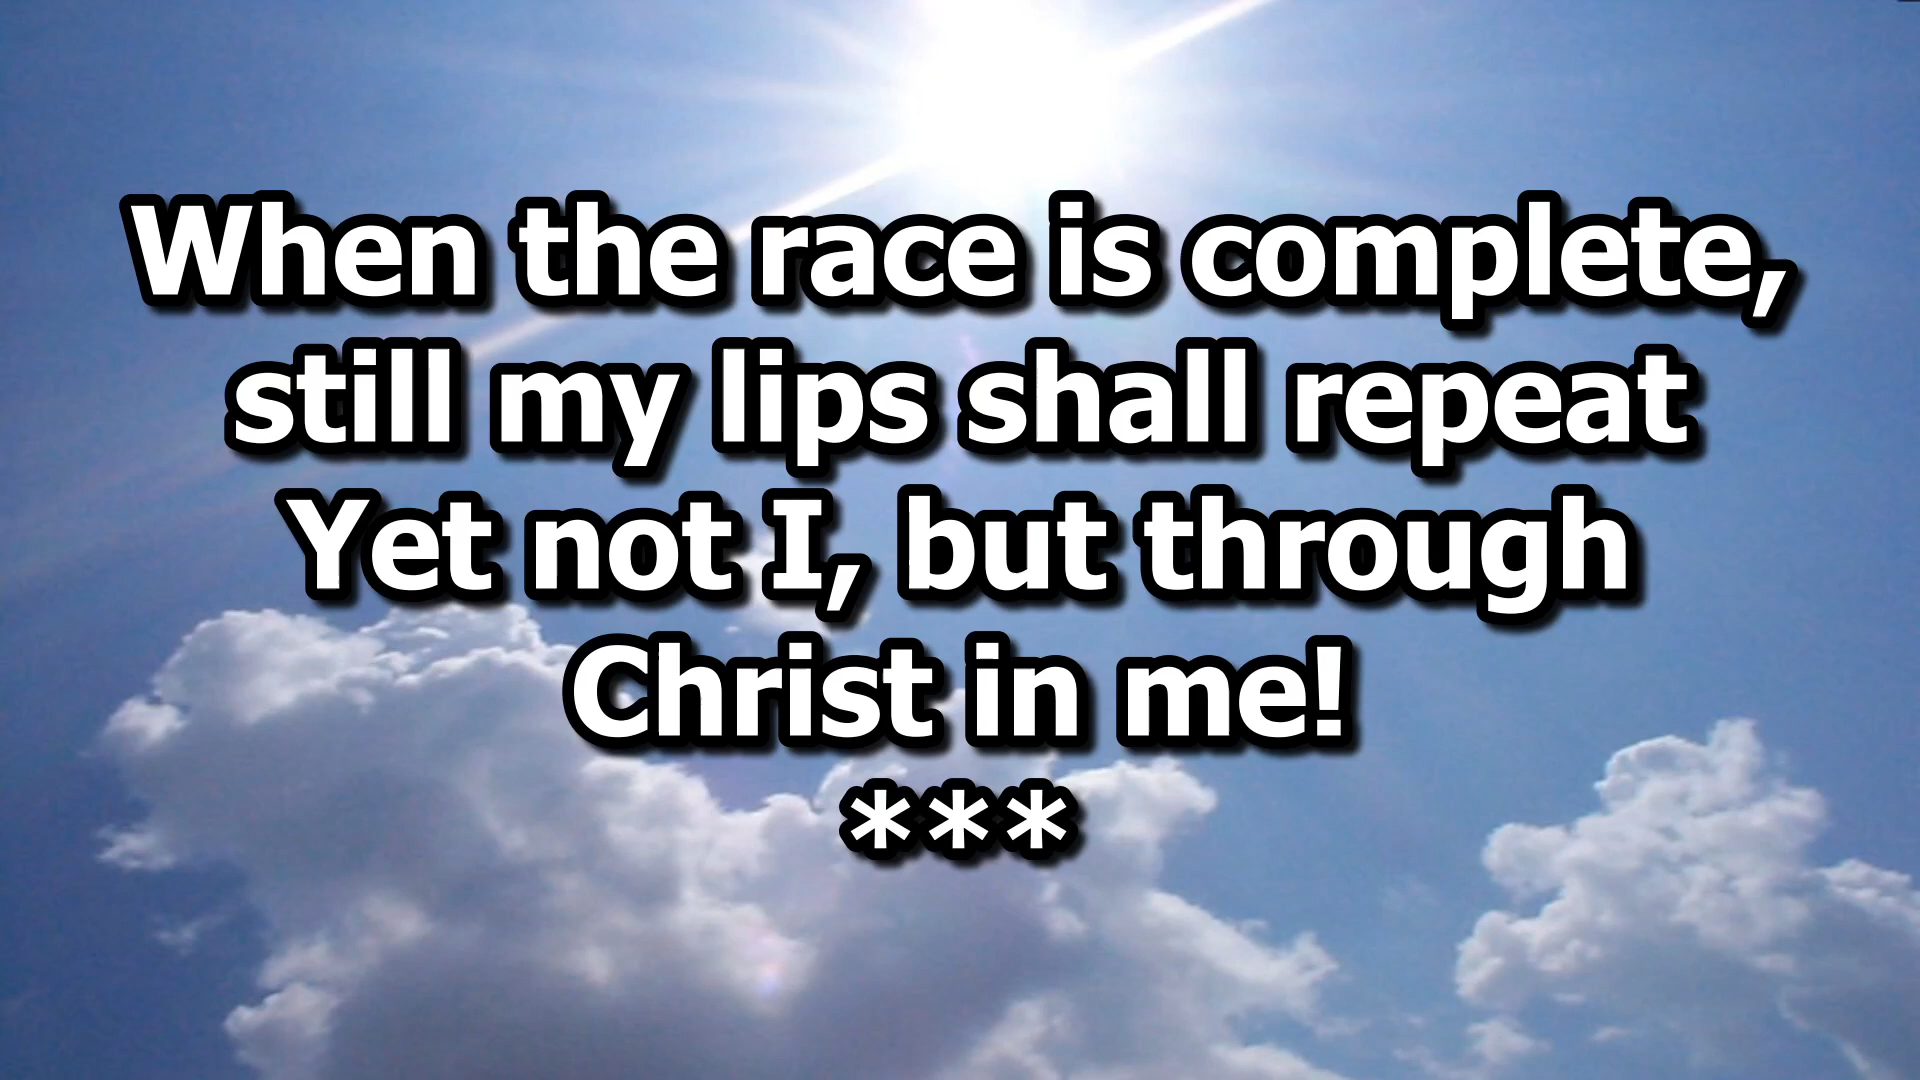 When the race is complete,
still my lips shall repeat
Yet not I, but through
Christ in me!
***